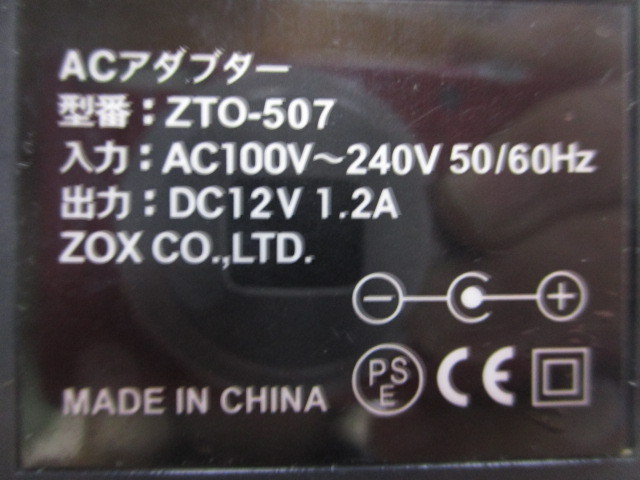 ACアダプター
型番：ZTO-507
入力：AC100V～240V 50/60Hz
出力：DC12V 1.2A
ZOX CO.,LTD.
PSE CE
MADE IN CHINA